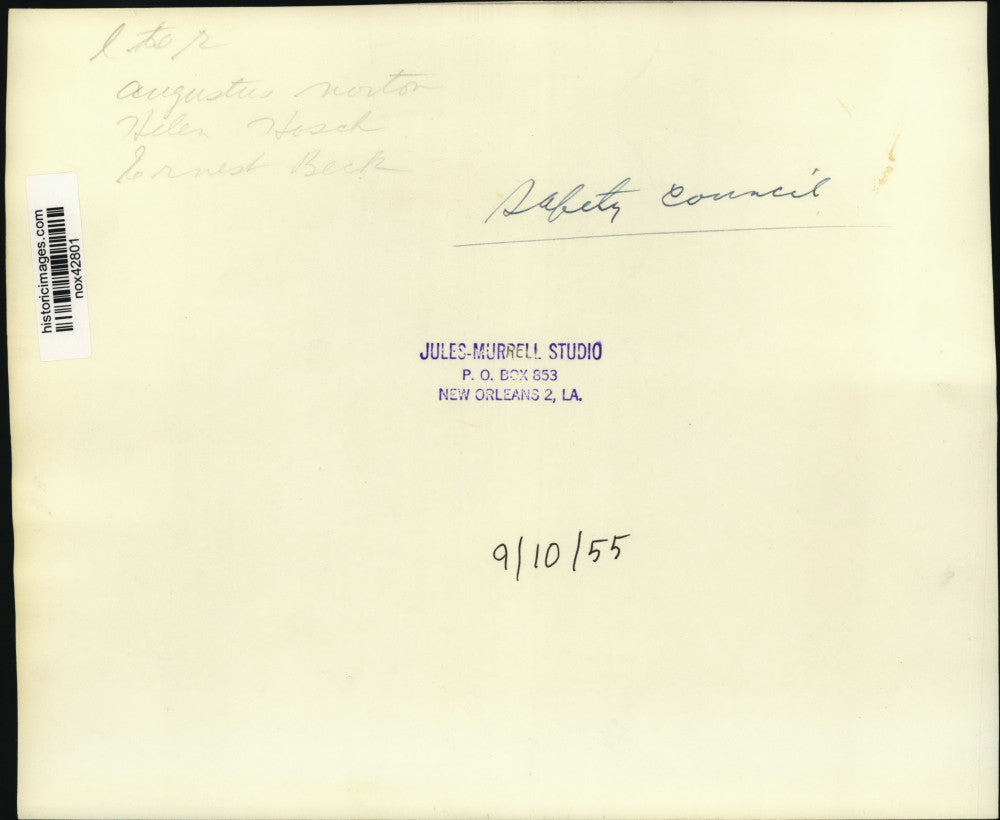 l to r
Augustus Norton
Helen Hosch
Ernest Beck
Safety Council
historicimages.com
nox42801
JULES-MURRELL STUDIO
P. O. BOX 853
NEW ORLEANS 2, LA.
9/10/55